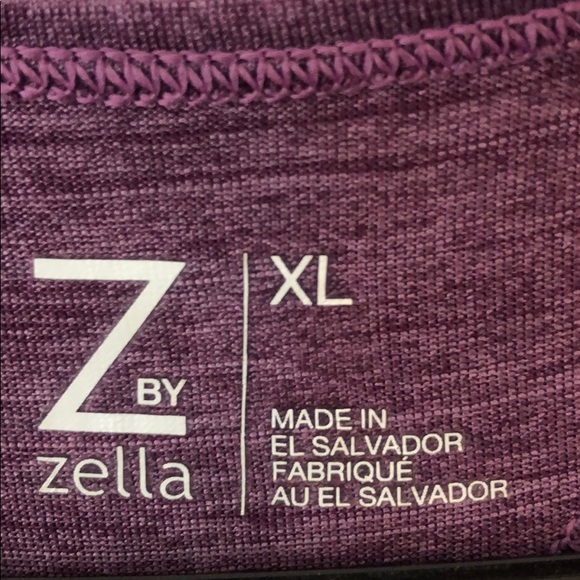 Z BY
zella
XL
MADE IN
EL SALVADOR
FABRIQUÉ
AU EL SALVADOR